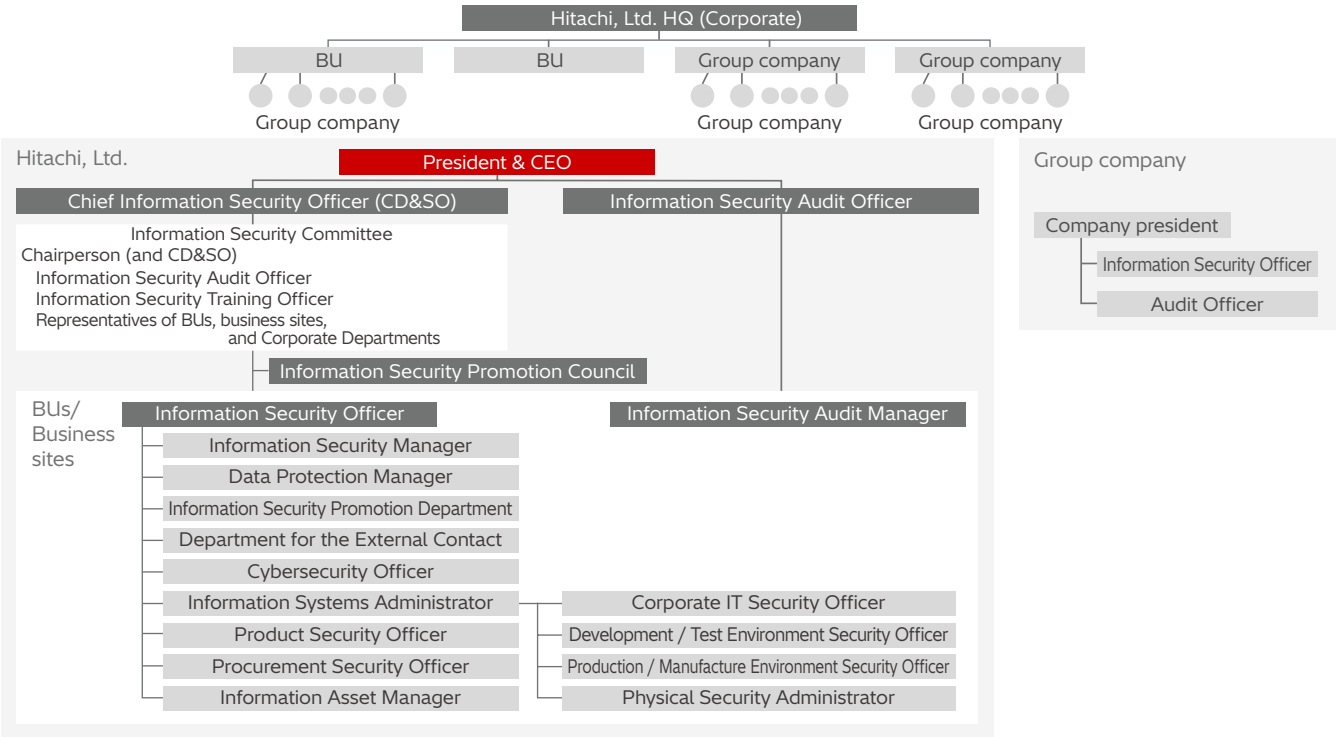 Hitachi, Ltd. HQ (Corporate)
BU
BU
Group company
Group company
Group company
Group company
Group company
Hitachi, Ltd.
President & CEO
Chief Information Security Officer (CD&SO)
Information Security Audit Officer
Information Security Committee
Chairperson (and CD&SO)
Information Security Audit Officer
Information Security Training Officer
Representatives of BUs, business sites,
and Corporate Departments
Information Security Promotion Council
BUs/
Business
sites
Information Security Officer
Information Security Manager
Data Protection Manager
Information Security Promotion Department
Department for the External Contact
Cybersecurity Officer
Information Systems Administrator
Product Security Officer
Procurement Security Officer
Information Asset Manager
Information Security Audit Manager
Corporate IT Security Officer
Development / Test Environment Security Officer
Production / Manufacture Environment Security Officer
Physical Security Administrator
Group company
Company president
Information Security Officer
Audit Officer